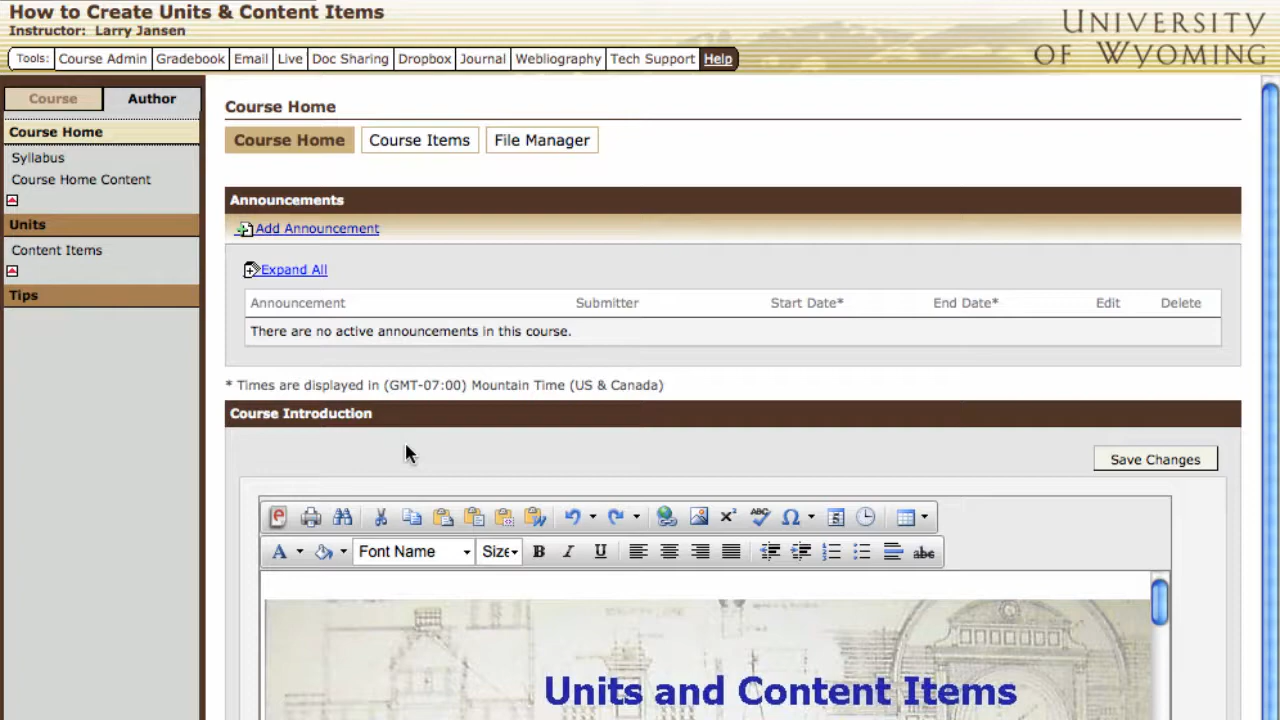 How to Create Units & Content Items
Instructor: Larry Jansen
UNIVERSITY
OF WYOMING
Tools: Course Admin Gradebook Email Live Doc Sharing Dropbox Journal Webliography Tech Support Help
Course Author
Course Home
Syllabus
Course Home Content
Units
Content Items
Tips
Course Home
Course Home Course Items File Manager
Announcements
Add Announcement
Expand All
Announcement Submitter Start Date* End Date* Edit Delete
There are no active announcements in this course.
* Times are displayed in (GMT-07:00) Mountain Time (US & Canada)
Course Introduction
Save Changes
Font Name Size B I U abc
Units and Content Items